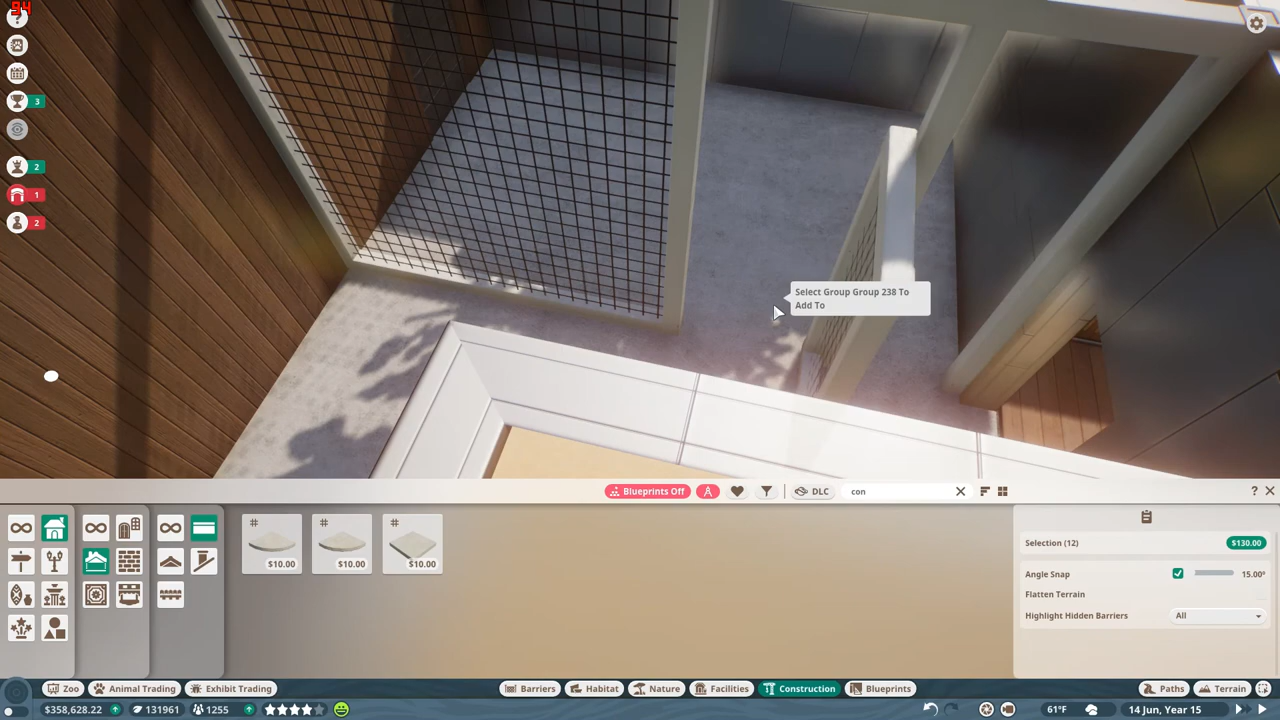 94
?
3
2
1
2
Select Group Group 238 To
Add To
Blueprints Off
DLC
con
?
$10.00
$10.00
$10.00
Selection (12)
$130.00
Angle Snap
15.00°
Flatten Terrain
Highlight Hidden Barriers
All
Zoo
Animal Trading
Exhibit Trading
Barriers
Habitat
Nature
Facilities
Construction
Blueprints
Paths
Terrain
$358,628.22
131961
1255
61°F
14 Jun, Year 15